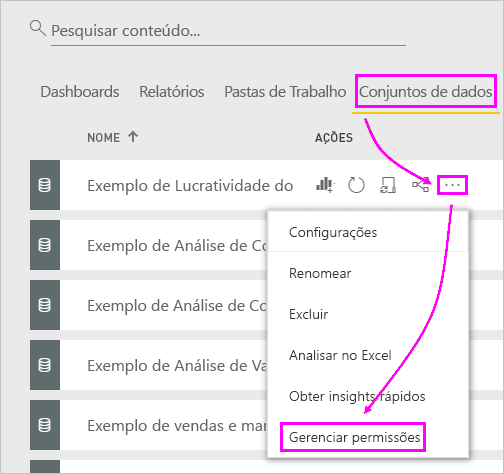 Pesquisar conteúdo...
Dashboards Relatórios Pastas de Trabalho Conjuntos de dados
NOME AÇÕES
Exemplo de Lucratividade do
Configurações
Exemplo de Análise de Co
Renomear
Exemplo de Análise de Co
Excluir
Analisar no Excel
Exemplo de Análise de Va
Obter insights rápidos
Exemplo de vendas e mar
Gerenciar permissões